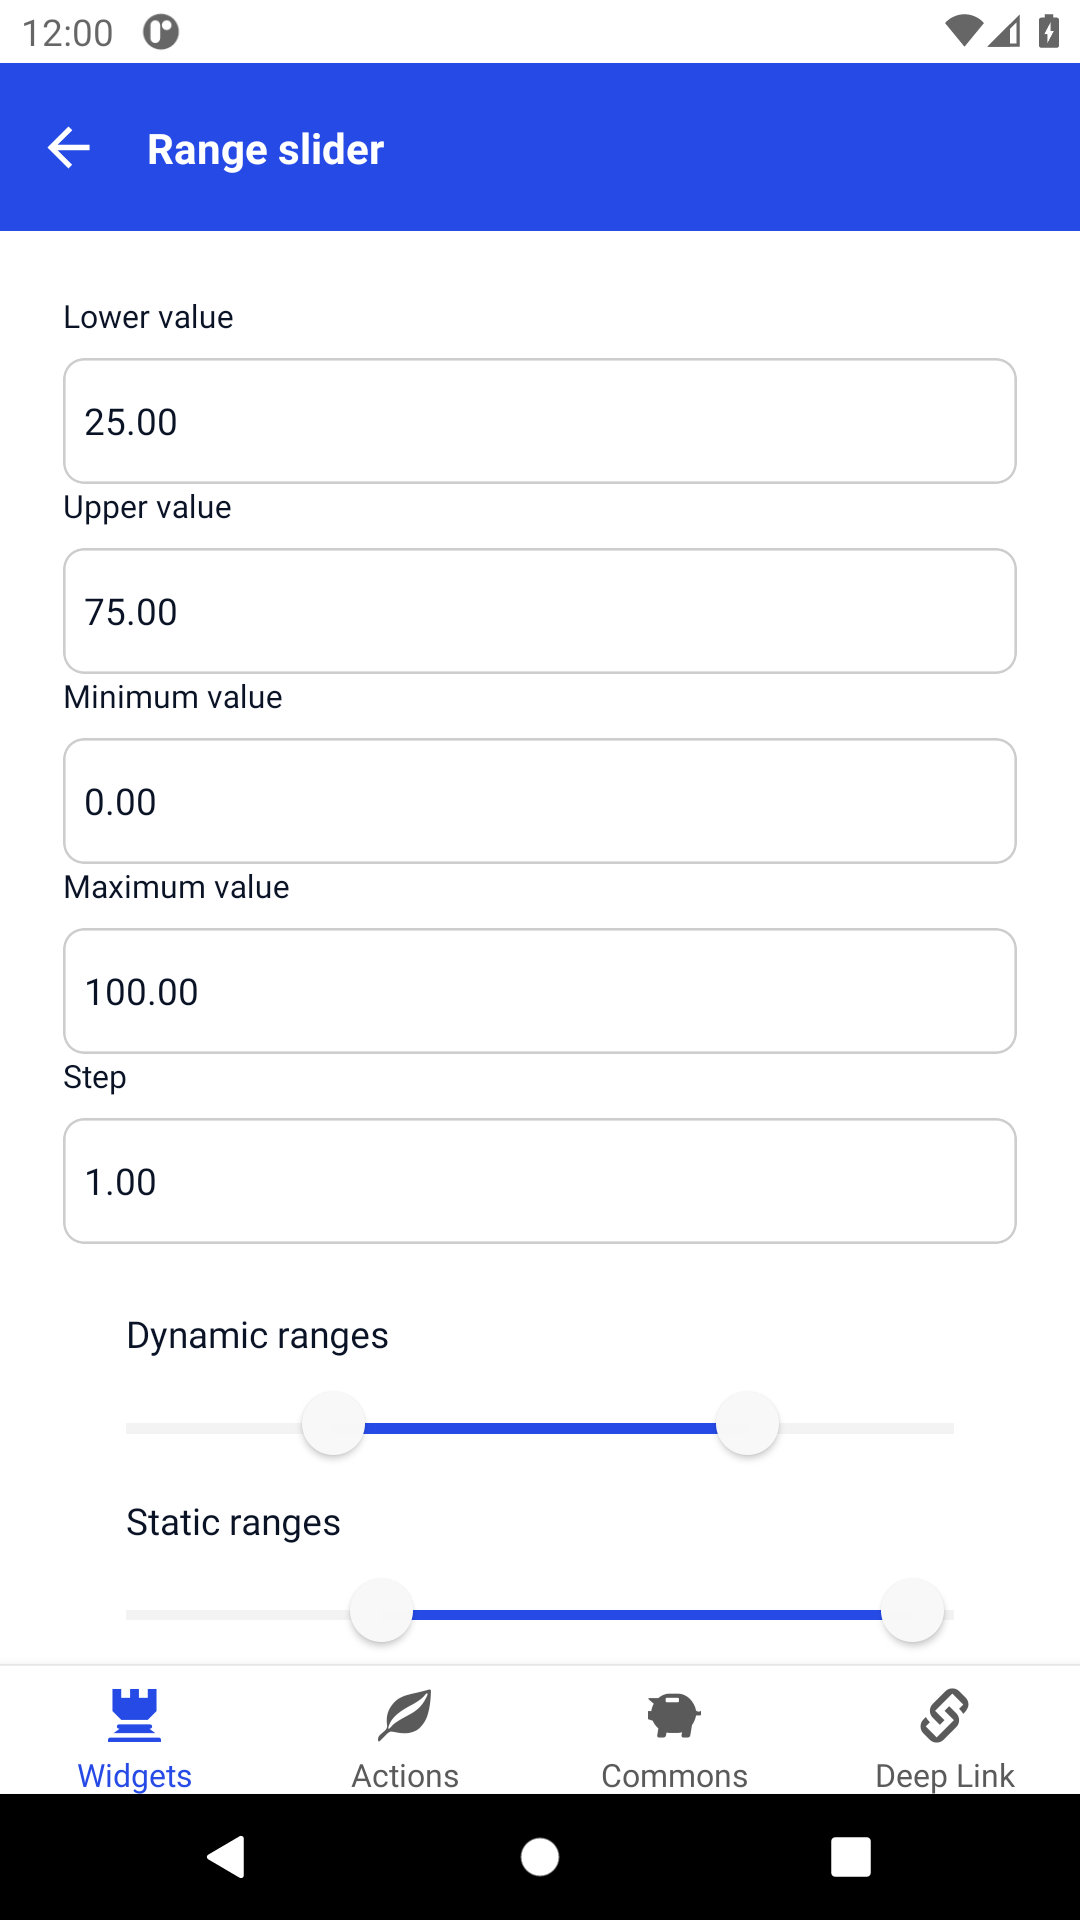 12:00
Range slider
Lower value
25.00
Upper value
75.00
Minimum value
0.00
Maximum value
100.00
Step
1.00
Dynamic ranges
Static ranges
Widgets
Actions
Commons
Deep Link